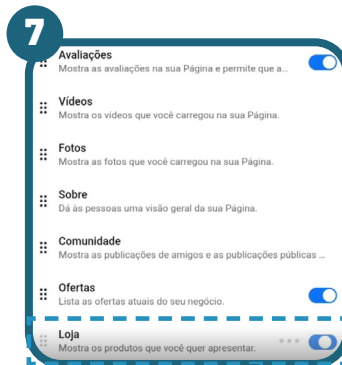 7
Avaliações
Mostra as avaliações na sua Página e permite que a...
Vídeos
Mostra os vídeos que você carregou na sua Página.
Fotos
Mostra as fotos que você carregou na sua Página.
Sobre
Dá às pessoas uma visão geral da sua Página.
Comunidade
Mostra as publicações de amigos e as publicações públicas ...
Ofertas
Lista as ofertas atuais do seu negócio.
Loja
Mostra os produtos que você quer apresentar.